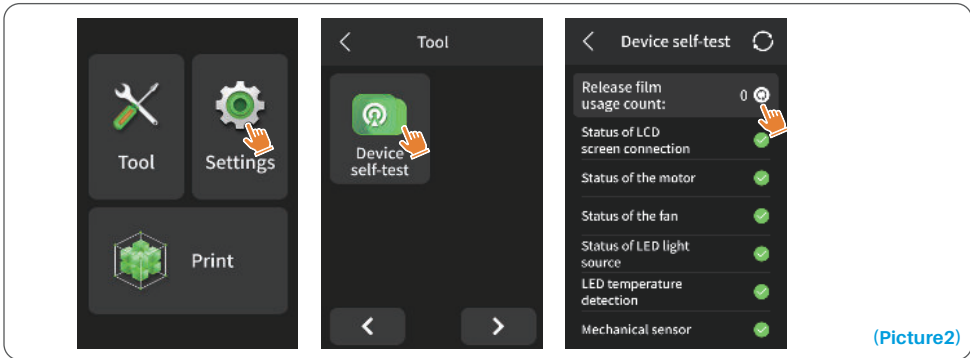 Tool
Settings
Print
Tool
Device
self-test
Device self-test
Release film
usage count:
0
Status of LCD
screen connection
Status of the motor
Status of the fan
Status of LED light
source
LED temperature
detection
Mechanical sensor
(Picture2)